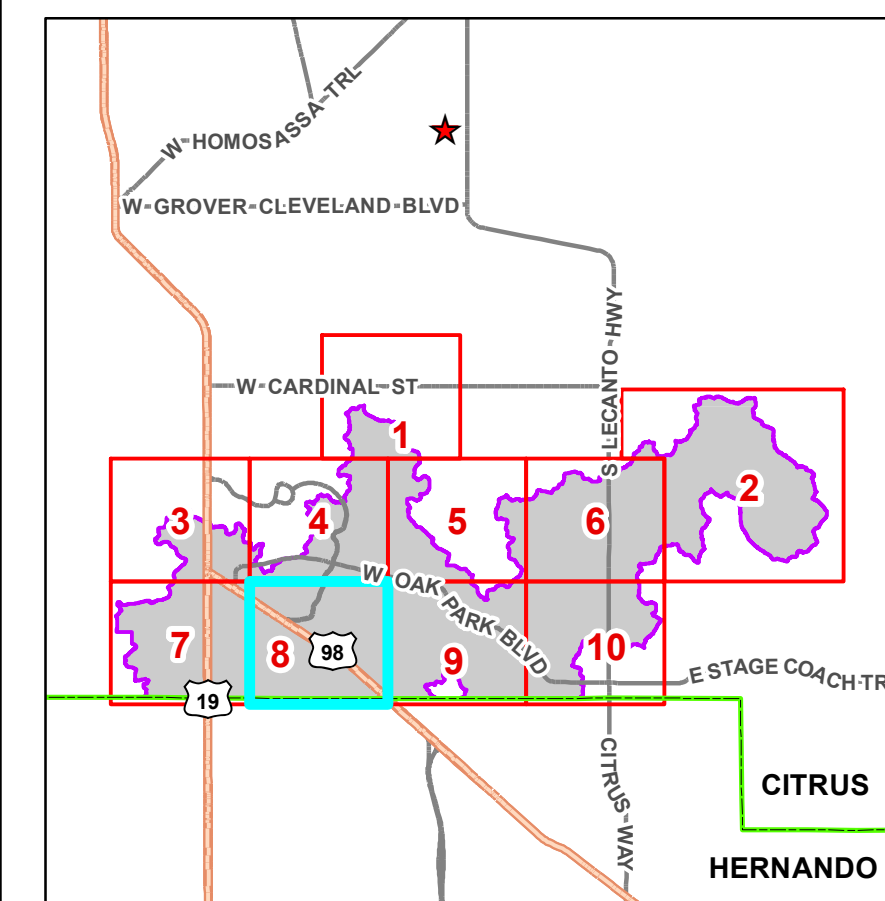 W HOMOSASSA TRL
W GROVER CLEVELAND BLVD
S LECANTO HWY
W CARDINAL ST
1
2
3
4
5
6
W OAK PARK BLVD
7
8
98
9
10
E STAGE COACH TR
19
CITRUS WAY
CITRUS
HERNANDO